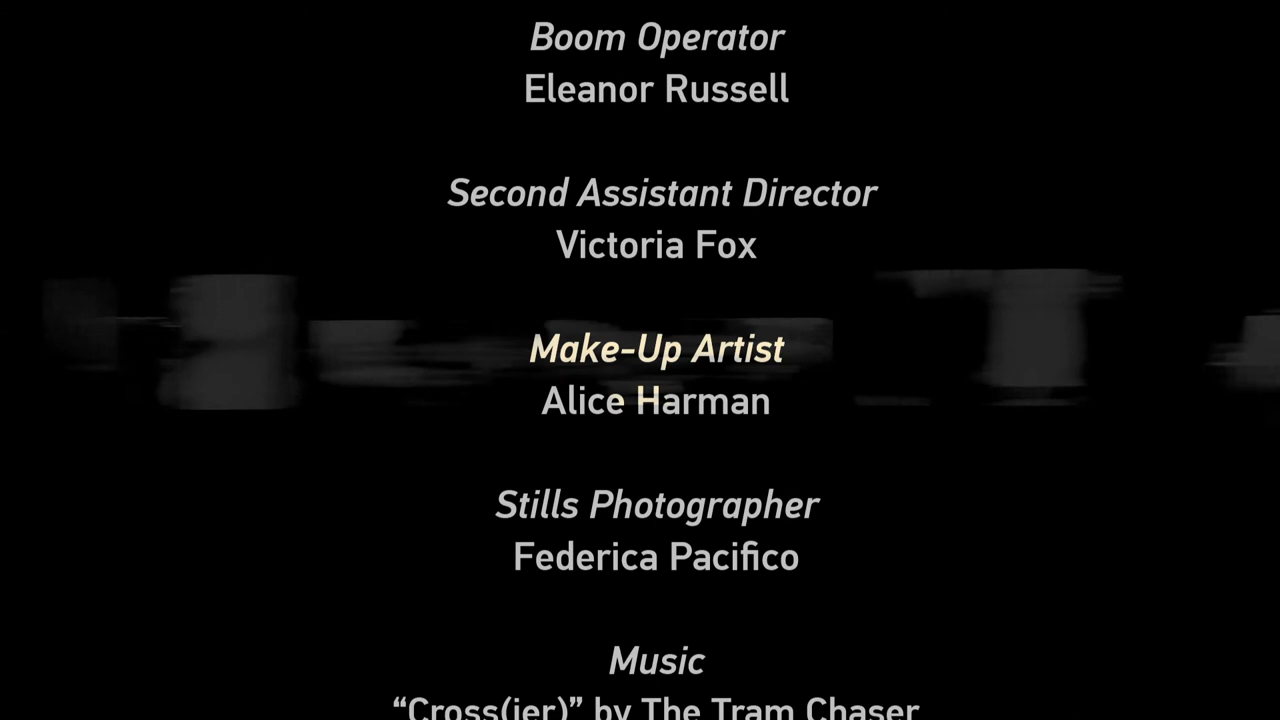 Boom Operator
Eleanor Russell
Second Assistant Director
Victoria Fox
Make-Up Artist
Alice Harman
Stills Photographer
Federica Pacifico
Music
“Cross(ier)” by The Tram Chaser